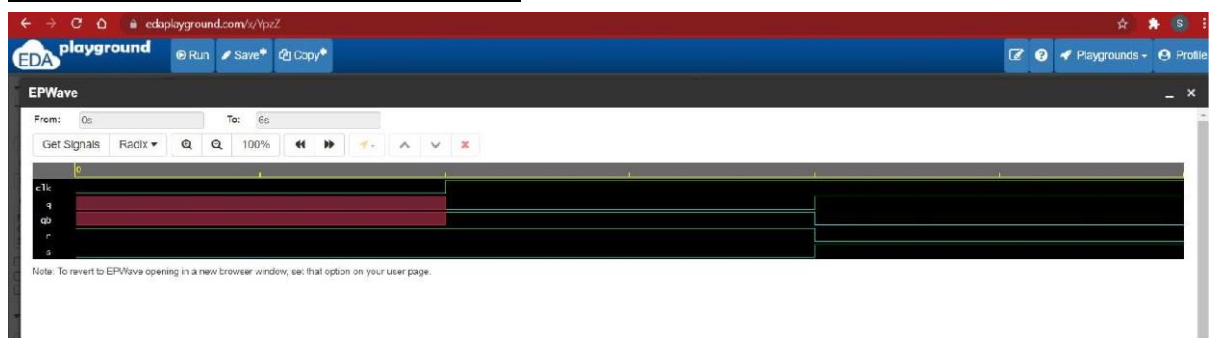 edaplayground.com/x/YpzZ S
EDA playground Run Save Copy Playgrounds Profile
EPWave
From: 0s To: 6s
Get Signals Radix 100%
0
clk
q
qb
r
s
Note: To revert to EPWave opening in a new browser window, set that option on your user page.